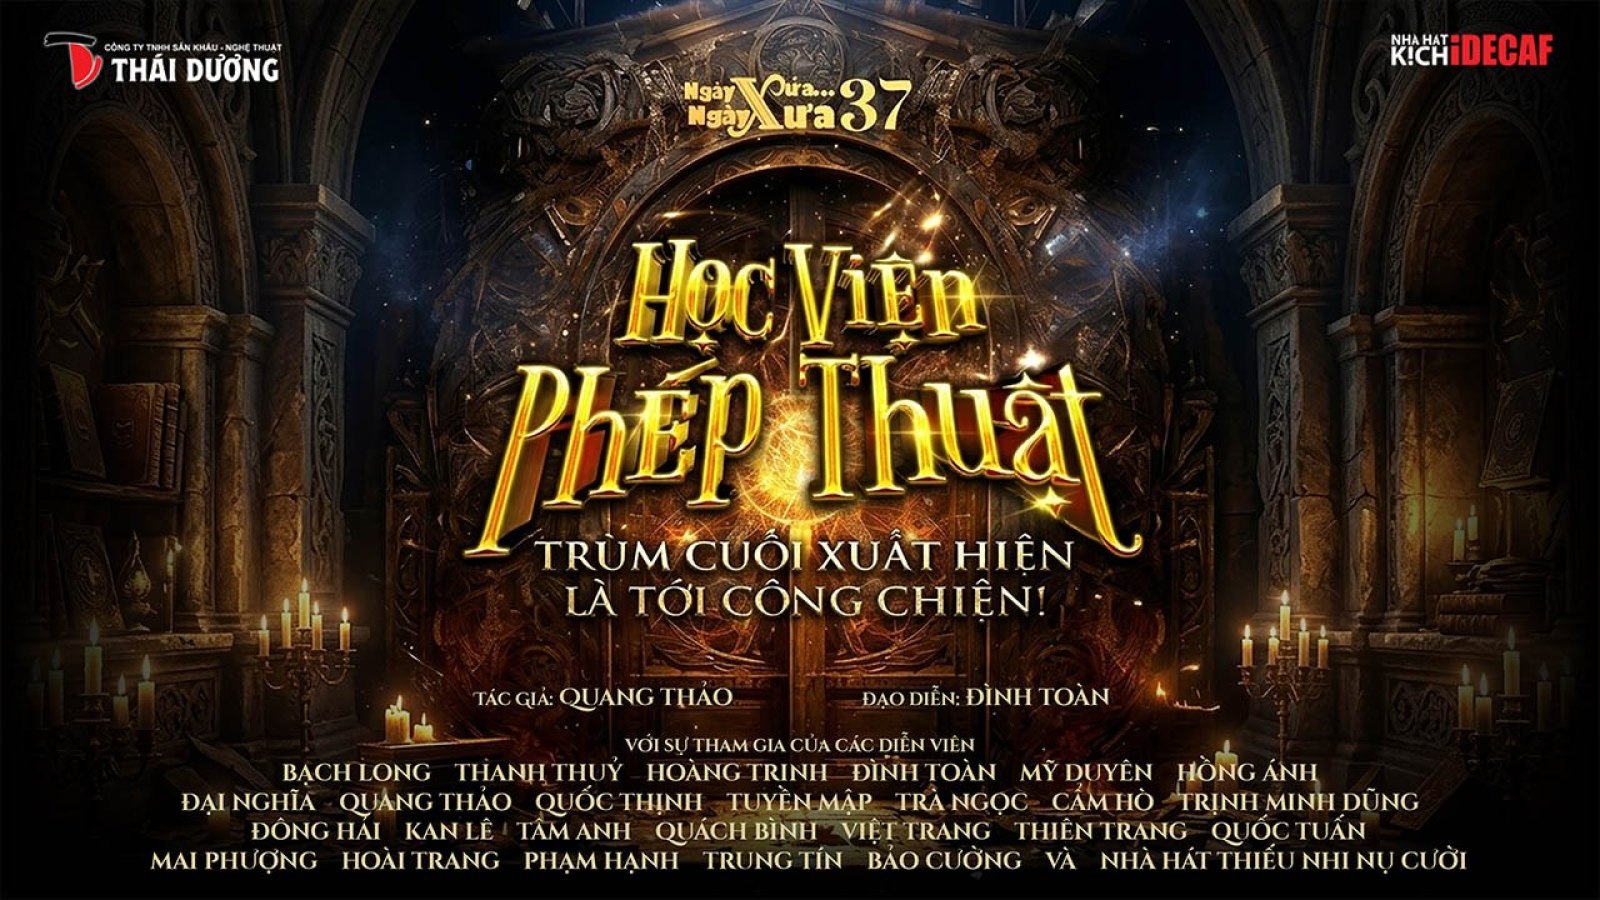 CÔNG TY TNHH SÂN KHẤU - NGHỆ THUẬT
THÁI DƯƠNG
NHÀ HÁT
KỊCH iDECAF
Ngày Xửa...
Ngày Xưa 37
Học Viện
Phép Thuật
TRÙM CUỐI XUẤT HIỆN
LÀ TỚI CÔNG CHIỆN!
TÁC GIẢ: QUANG THẢO
ĐẠO DIỄN: ĐÌNH TOÀN
VỚI SỰ THAM GIA CỦA CÁC DIỄN VIÊN
BẠCH LONG THANH THUỶ HOÀNG TRINH ĐÌNH TOÀN MỸ DUYÊN HỒNG ÁNH
ĐẠI NGHĨA QUANG THẢO QUỐC THỊNH TUYỀN MẬP TRÀ NGỌC CẨM HÒ TRỊNH MINH DŨNG
ĐÔNG HẢI KAN LÊ TÂM ANH QUÁCH BÌNH VIỆT TRANG THIÊN TRANG QUỐC TUẤN
MAI PHƯỢNG HOÀI TRANG PHẠM HẠNH TRUNG TÍN BẢO CƯỜNG VÀ NHÀ HÁT THIẾU NHI NỤ CƯỜI